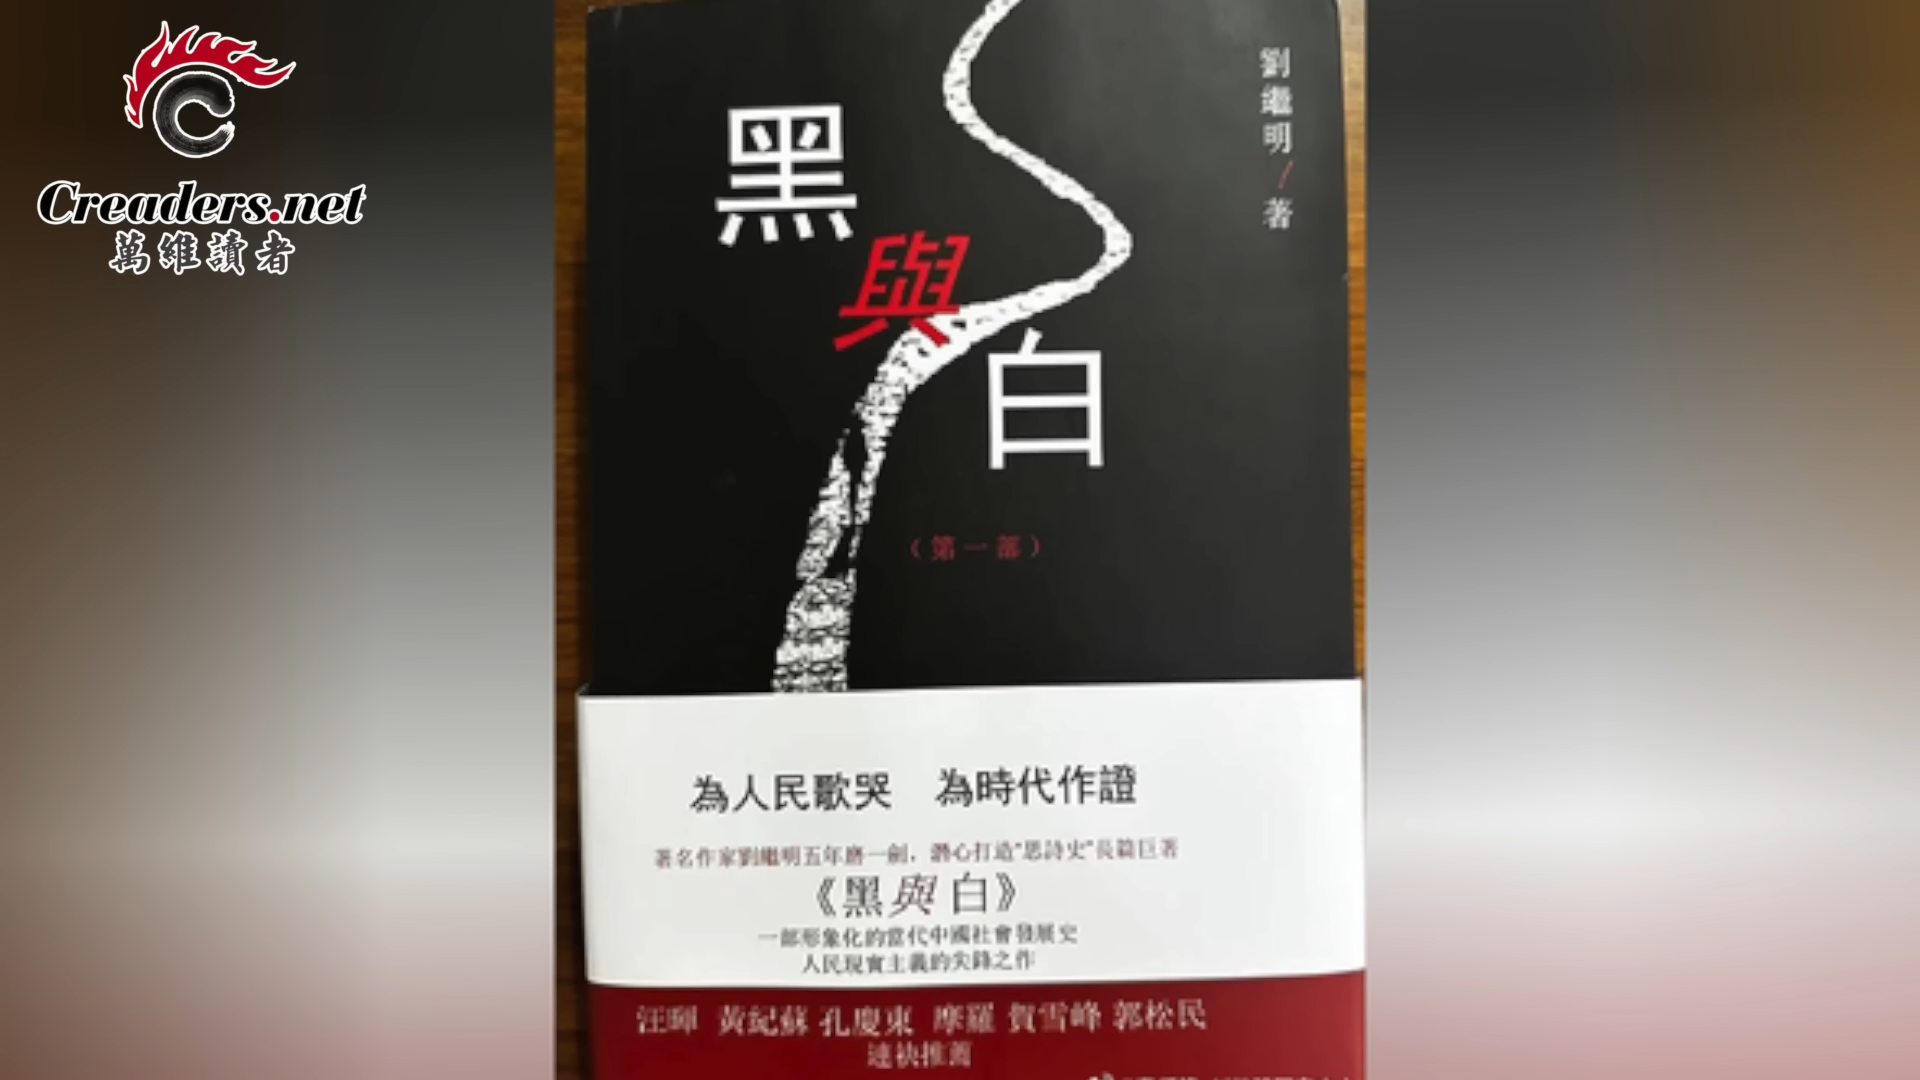 Creaders.net
萬維讀者
劉繼明/著
黑
與
白
（第一部）
為人民歌哭 為時代作證
著名作家劉繼明五年磨一劍，潛心打造"思詩史"長篇巨著
《黑與白》
一部形象化的當代中國社會發展史
人民現實主義的尖鋒之作
汪暉 黃紀蘇 孔慶東 摩羅 賀雪峰 郭松民
連袂推薦